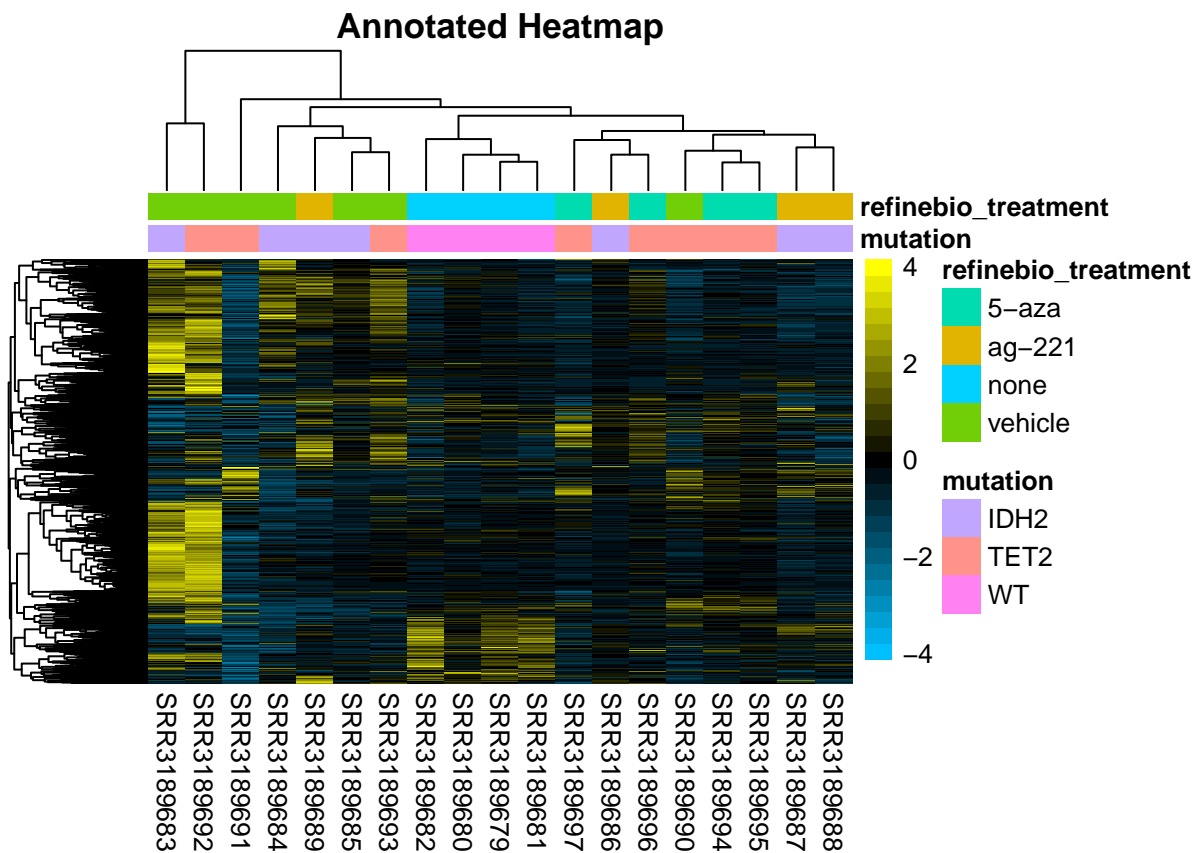 Annotated Heatmap
refinebio_treatment
mutation
4
2
0
−2
−4
refinebio_treatment
5−aza
ag−221
none
vehicle
mutation
IDH2
TET2
WT
SRR3189683
SRR3189692
SRR3189691
SRR3189684
SRR3189689
SRR3189685
SRR3189693
SRR3189682
SRR3189680
SRR3189679
SRR3189681
SRR3189697
SRR3189686
SRR3189696
SRR3189690
SRR3189694
SRR3189695
SRR3189687
SRR3189688